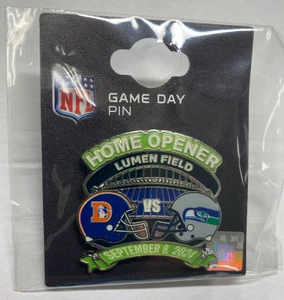 NFL
GAME DAY
PIN
HOME OPENER
LUMEN FIELD
D
VS
SEPTEMBER 8, 2024